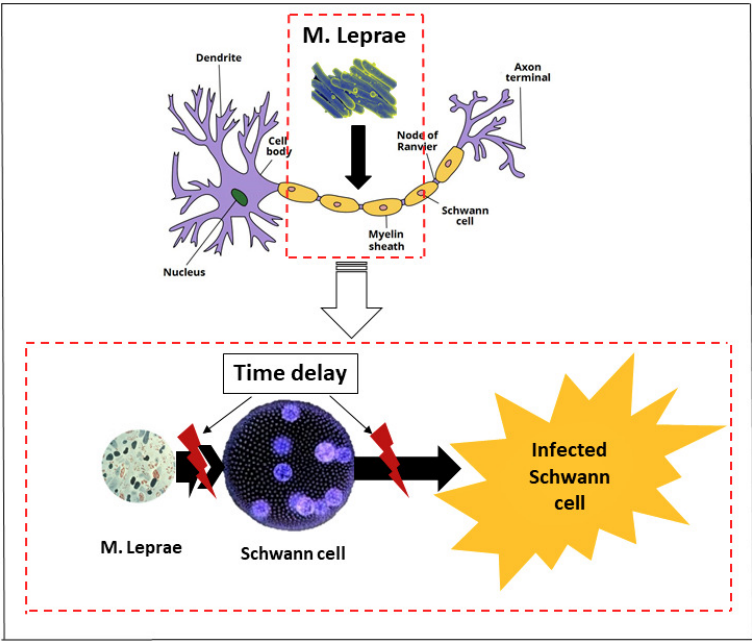 M. Leprae
Dendrite
Axon
terminal
Cell
body
Node of
Ranvier
Schwann
cell
Myelin
sheath
Nucleus
Time delay
Infected
Schwann
cell
M. Leprae
Schwann cell